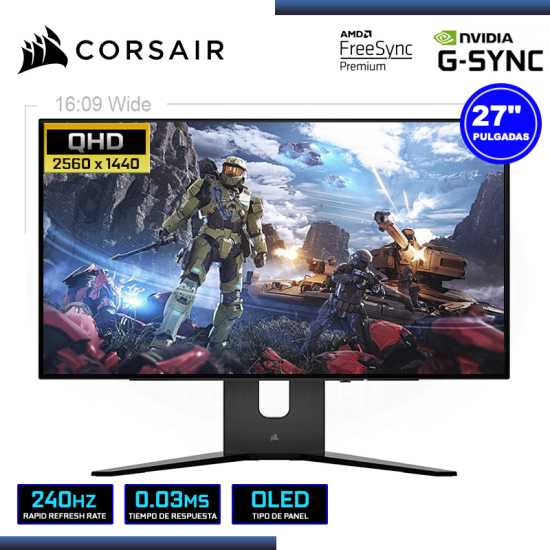 CORSAIR
AMD
FreeSync
Premium
NVIDIA
G-SYNC
16:09 Wide
27"
PULGADAS
QHD
2560 x 1440
240HZ
RAPID REFRESH RATE
0.03MS
TIEMPO DE RESPUESTA
OLED
TIPO DE PANEL